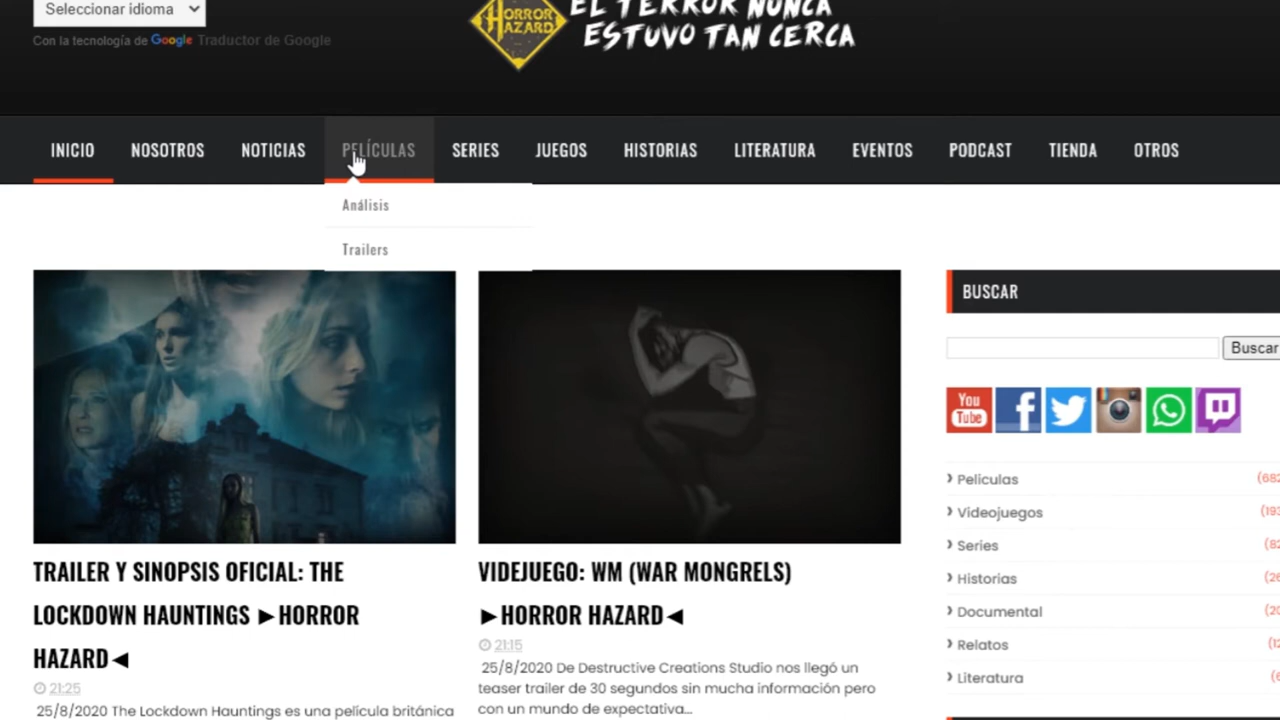 Seleccionar idioma
Con la tecnología de Google Traductor de Google
HORROR HAZARD
EL TERROR NUNCA
ESTUVO TAN CERCA
INICIO NOSOTROS NOTICIAS PELÍCULAS SERIES JUEGOS HISTORIAS LITERATURA EVENTOS PODCAST TIENDA OTROS
Análisis
Trailers
TRAILER Y SINOPSIS OFICIAL: THE
LOCKDOWN HAUNTINGS ►HORROR
HAZARD◄
21:25
25/8/2020 The Lockdown Hauntings es una película británica
VIDEJUEGO: WM (WAR MONGRELS)
►HORROR HAZARD◄
21:15
25/8/2020 De Destructive Creations Studio nos llegó un
teaser trailer de 30 segundos sin mucha información pero
con un mundo de expectativa...
BUSCAR
Buscar
You Tube
Películas
Videojuegos
Series
Historias
Documental
Relatos
Literatura